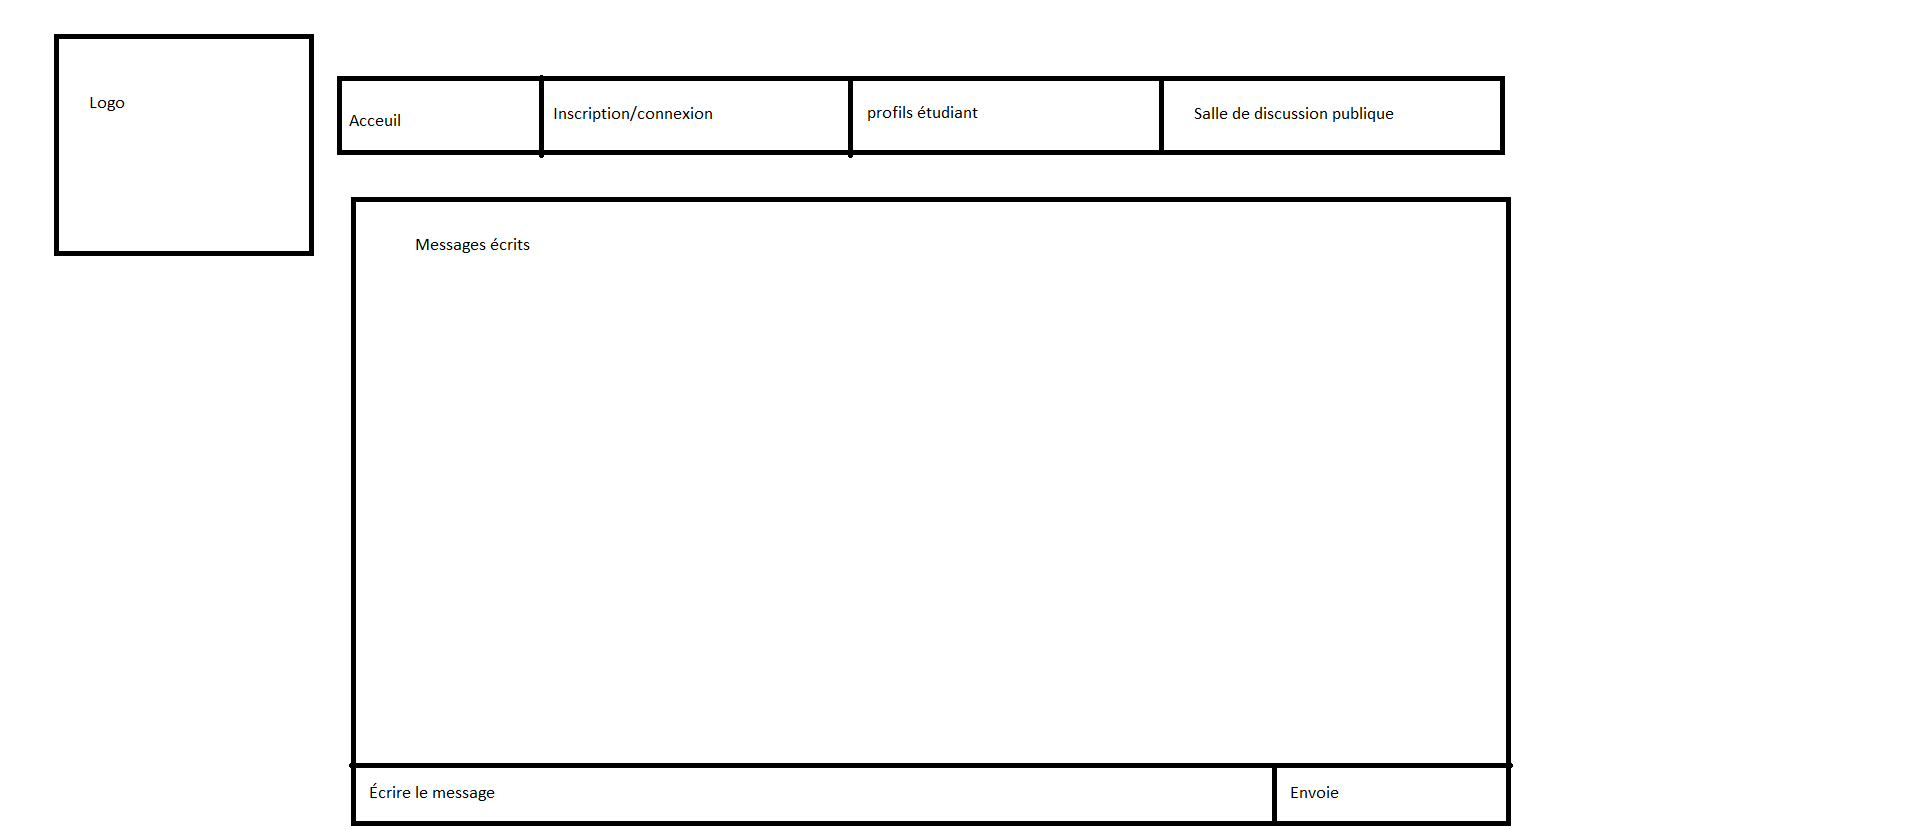 Logo
Acceuil
Inscription/connexion
profils étudiant
Salle de discussion publique
Messages écrits
Écrire le message
Envoie